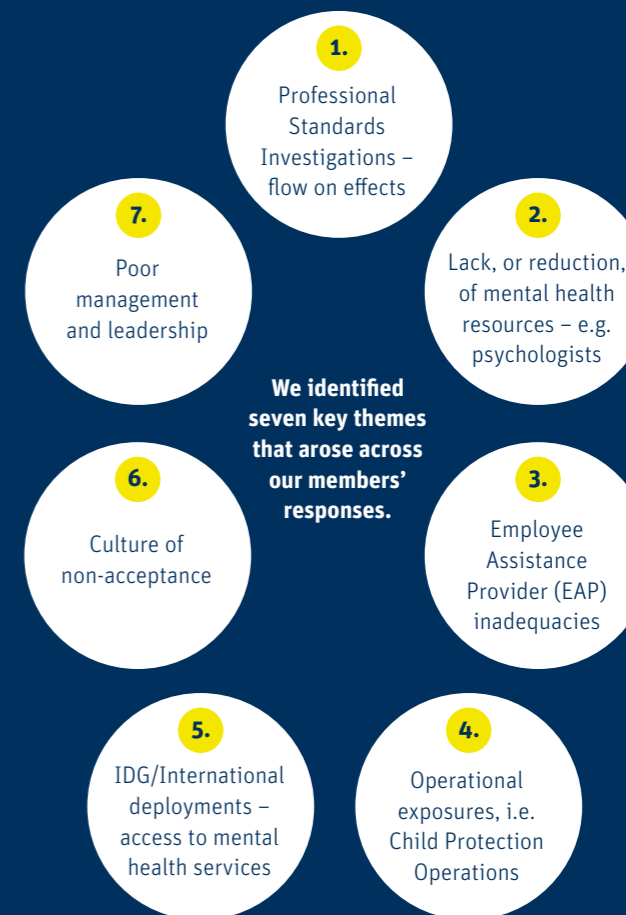 1.
Professional
Standards
Investigations –
flow on effects
2.
Lack, or reduction,
of mental health
resources – e.g.
psychologists
3.
Employee
Assistance
Provider (EAP)
inadequacies
4.
Operational
exposures, i.e.
Child Protection
Operations
5.
IDG/International
deployments –
access to mental
health services
6.
Culture of
non-acceptance
7.
Poor
management
and leadership
We identified
seven key themes
that arose across
our members’
responses.